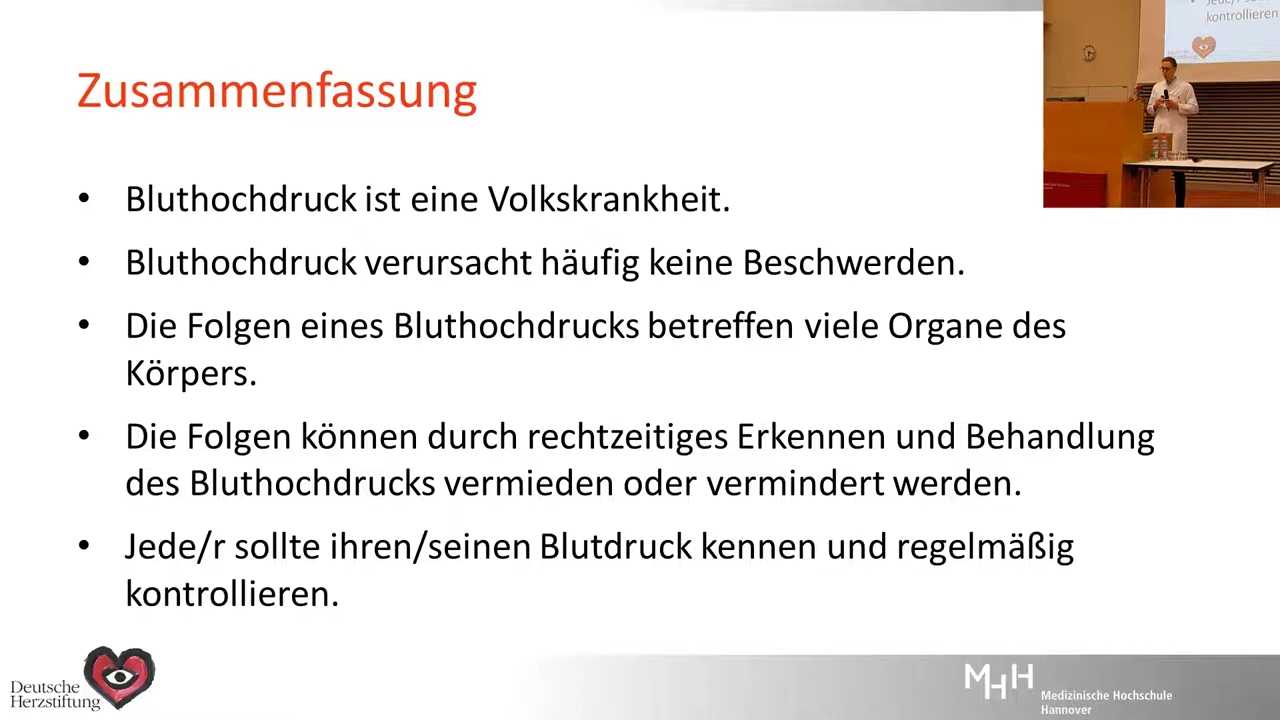 Zusammenfassung
• Bluthochdruck ist eine Volkskrankheit.
• Bluthochdruck verursacht häufig keine Beschwerden.
• Die Folgen eines Bluthochdrucks betreffen viele Organe des
Körpers.
• Die Folgen können durch rechtzeitiges Erkennen und Behandlung
des Bluthochdrucks vermieden oder vermindert werden.
• Jede/r sollte ihren/seinen Blutdruck kennen und regelmäßig
kontrollieren.
kontrollieren
Deutsche
Herzstiftung
MHH
Medizinische Hochschule
Hannover